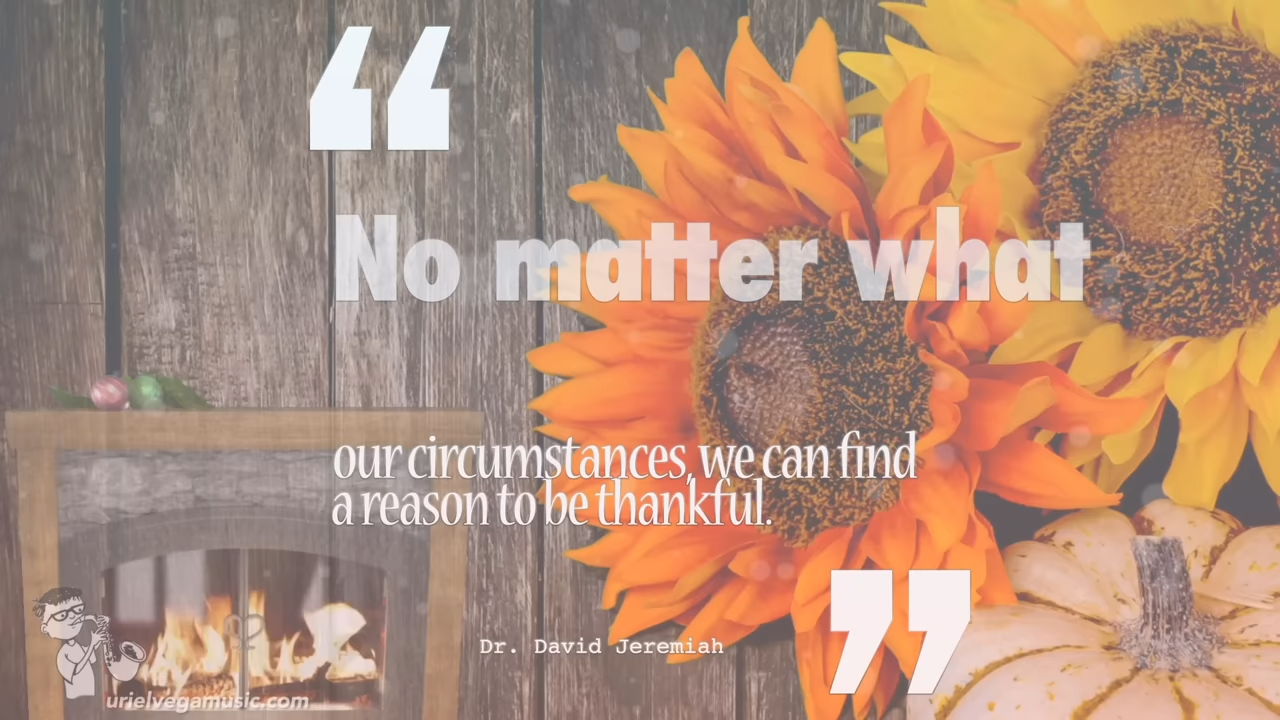 “
No matter what
our circumstances, we can find
a reason to be thankful.
”
Dr. David Jeremiah
urielvegamusic.com